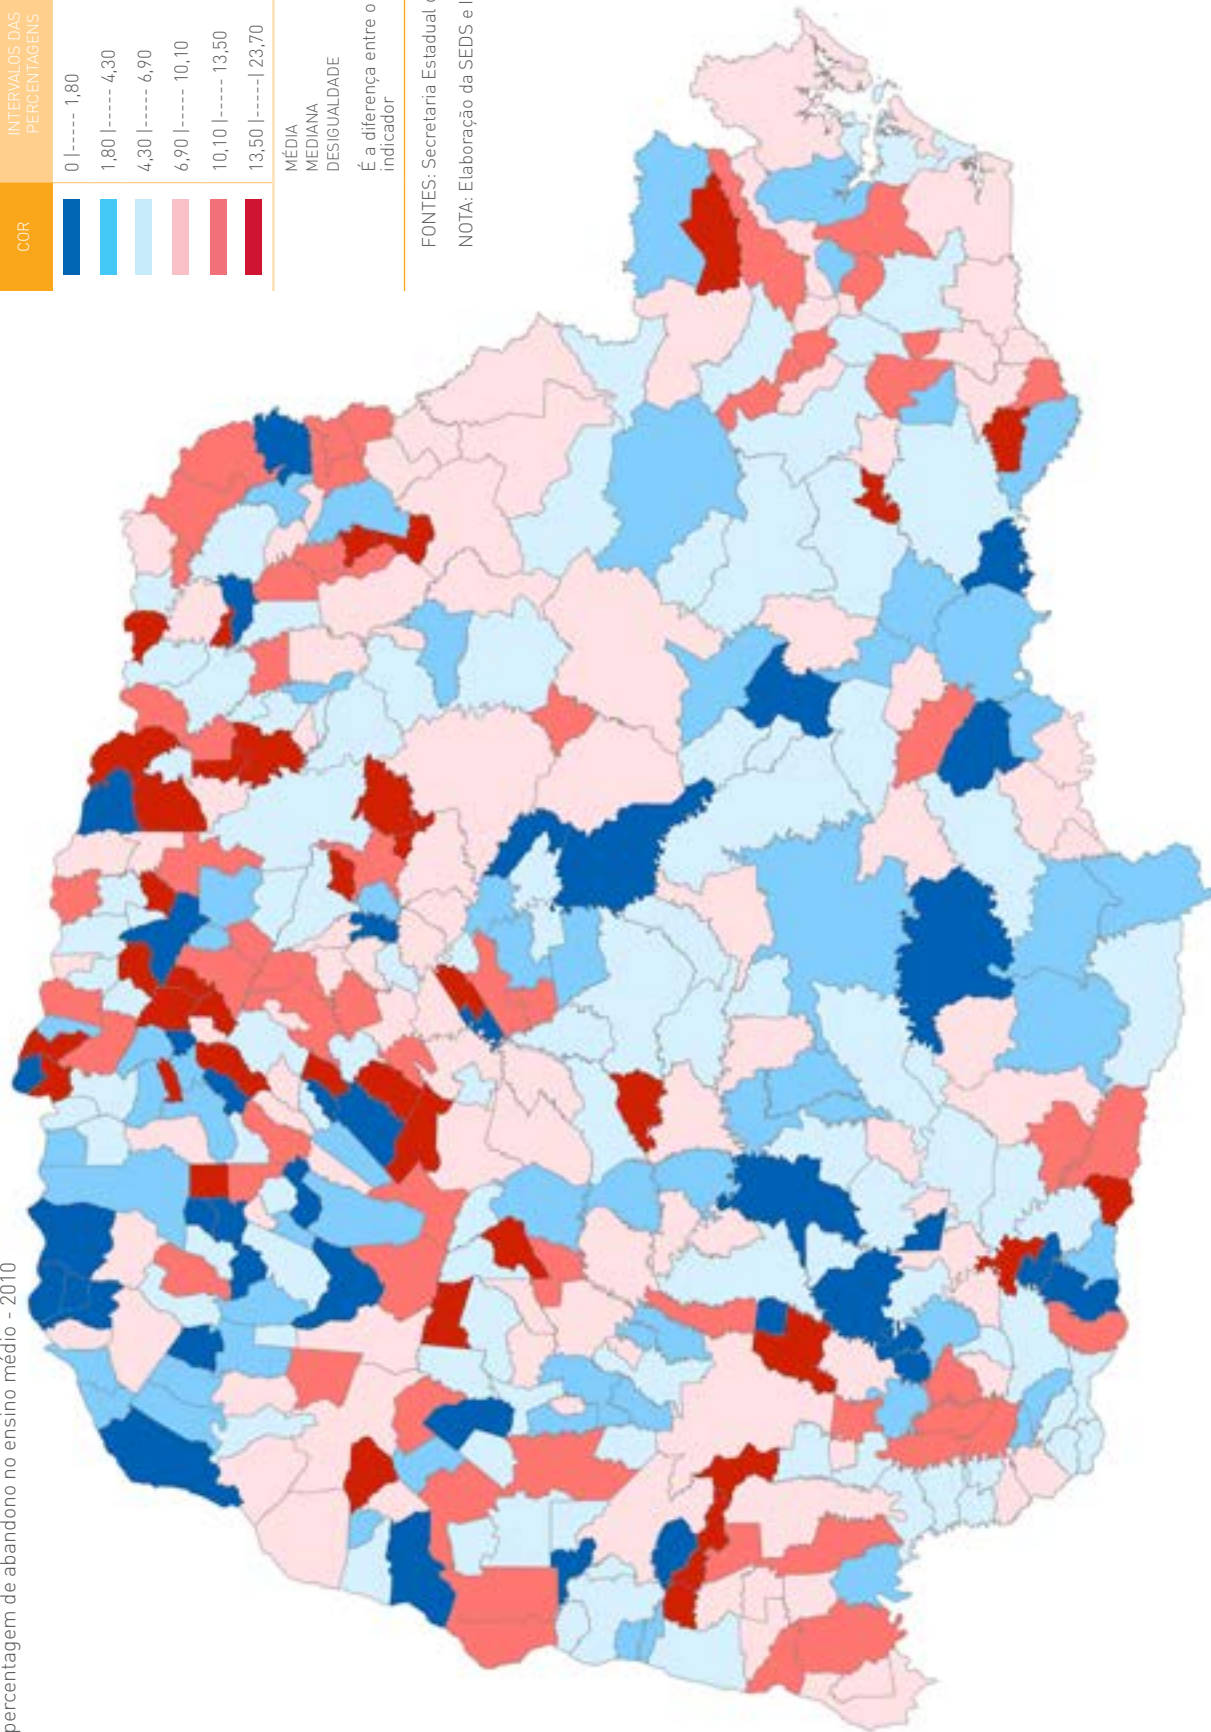 percentagem de abandono no ensino médio - 2010
COR
INTERVALOS DAS
PERCENTAGENS
0 |----- 1,80
1,80 |----- 4,30
4,30 |----- 6,90
6,90 |----- 10,10
10,10 |----- 13,50
13,50 |-----| 23,70
MÉDIA
MEDIANA
DESIGUALDADE
É a diferença entre o
indicador
FONTES: Secretaria Estadual
NOTA: Elaboração da SEDS e